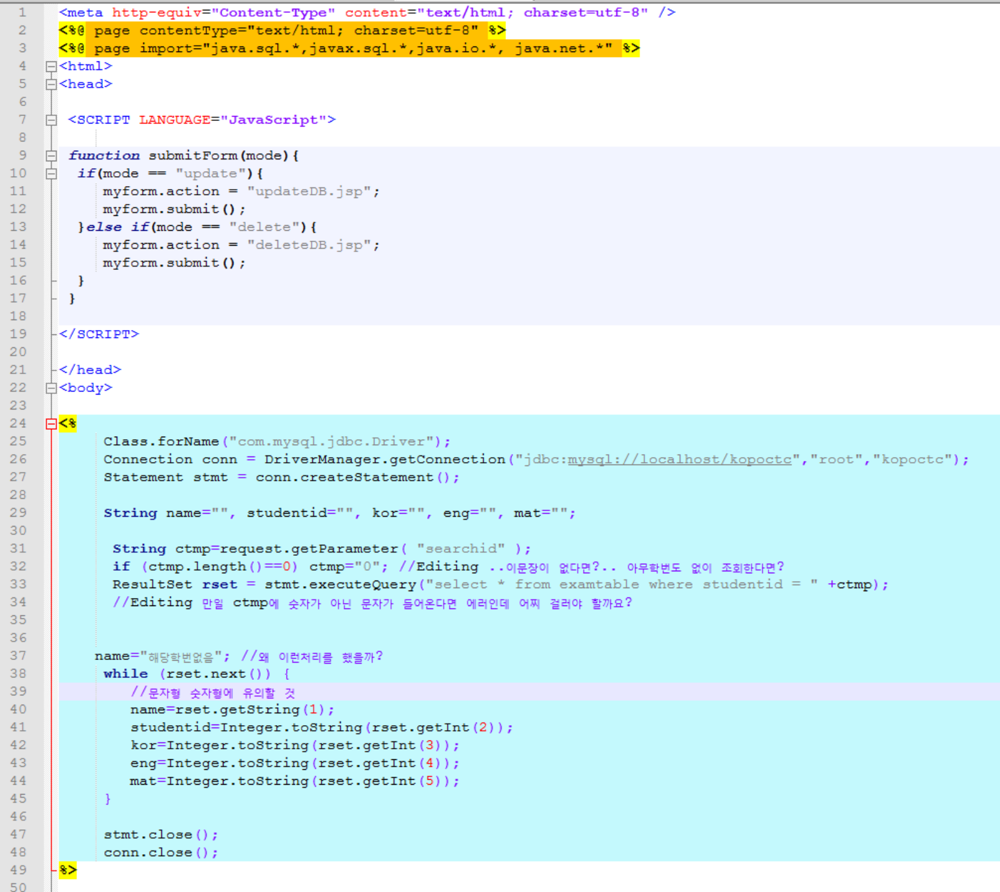 1 <meta http-equiv="Content-Type" content="text/html; charset=utf-8" />
2 <%@ page contentType="text/html; charset=utf-8" %>
3 <%@ page import="java.sql.*,javax.sql.*,java.io.*, java.net.*" %>
4 <html>
5 <head>
6
7 <SCRIPT LANGUAGE="JavaScript">
8
9 function submitForm(mode){
10 if(mode == "update"){
11 myform.action = "updateDB.jsp";
12 myform.submit();
13 }else if(mode == "delete"){
14 myform.action = "deleteDB.jsp";
15 myform.submit();
16 }
17 }
18
19 </SCRIPT>
20
21 </head>
22 <body>
23
24 <%
25 Class.forName("com.mysql.jdbc.Driver");
26 Connection conn = DriverManager.getConnection("jdbc:mysql://localhost/kopoctc","root","kopoctc");
27 Statement stmt = conn.createStatement();
28
29 String name="", studentid="", kor="", eng="", mat="";
30
31 String ctmp=request.getParameter( "searchid" );
32 if (ctmp.length()==0) ctmp="0"; //Editing ..이문장이 없다면?.. 아무학번도 없이 조회한다면?
33 ResultSet rset = stmt.executeQuery("select * from examtable where studentid = " +ctmp);
34 //Editing 만일 ctmp에 숫자가 아닌 문자가 들어온다면 에러인데 어찌 걸러야 할까요?
35
36
37 name="해당학번없음"; //왜 이런처리를 했을까?
38 while (rset.next()) {
39 //문자형 숫자형에 유의할 것
40 name=rset.getString(1);
41 studentid=Integer.toString(rset.getInt(2));
42 kor=Integer.toString(rset.getInt(3));
43 eng=Integer.toString(rset.getInt(4));
44 mat=Integer.toString(rset.getInt(5));
45 }
46
47 stmt.close();
48 conn.close();
49 %>
50